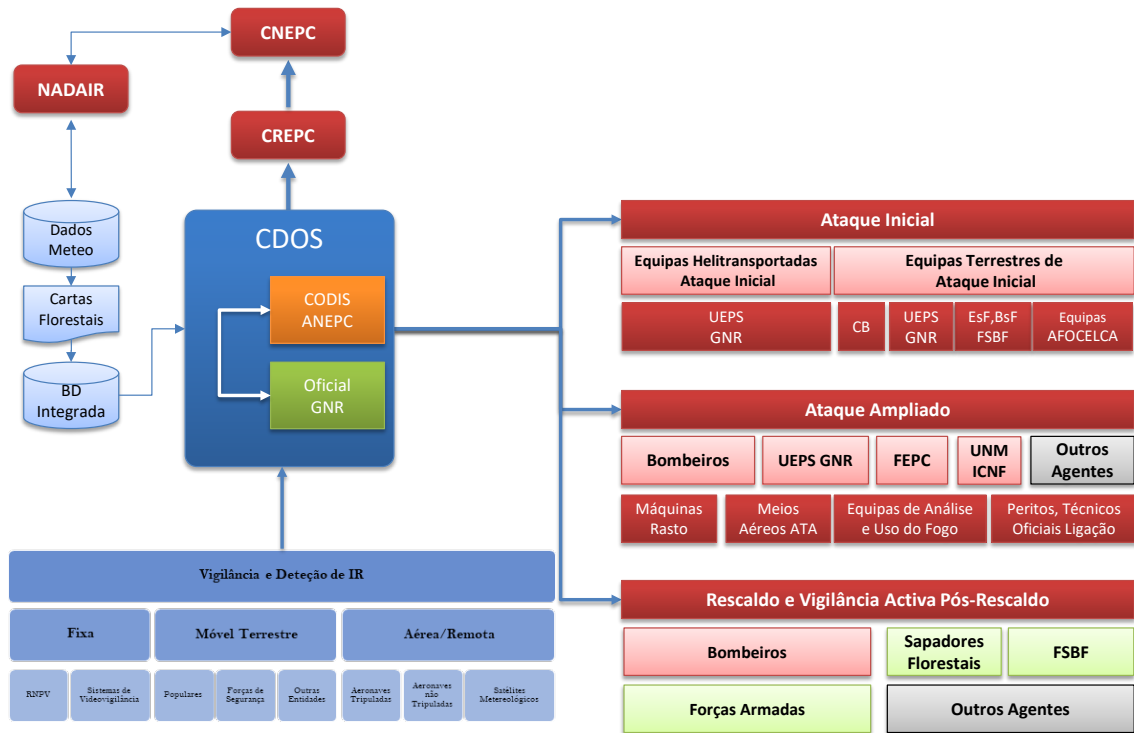 CNEPC
NADAIR
CREPC
Dados
Meteo
Cartas
Florestais
BD
Integrada
CDOS
CODIS
ANEPC
Oficial
GNR
Vigilância e Deteção de IR
Fixa
Móvel Terrestre
Aérea/Remota
RNPV
Sistemas de
Videovigilância
Populares
Forças de
Segurança
Outras
Entidades
Aeronaves
Tripuladas
Aeronaves
não
Tripuladas
Satélites
Metereológicos
Ataque Inicial
Equipas Helitransportadas
Ataque Inicial
Equipas Terrestres de
Ataque Inicial
UEPS
GNR
CB
UEPS
GNR
EsF,BsF
FSBF
Equipas
AFOCELCA
Ataque Ampliado
Bombeiros
UEPS GNR
FEPC
UNM
ICNF
Outros
Agentes
Máquinas
Rasto
Meios
Aéreos ATA
Equipas de Análise
e Uso do Fogo
Peritos, Técnicos
Oficiais Ligação
Rescaldo e Vigilância Activa Pós-Rescaldo
Bombeiros
Sapadores
Florestais
FSBF
Forças Armadas
Outros Agentes